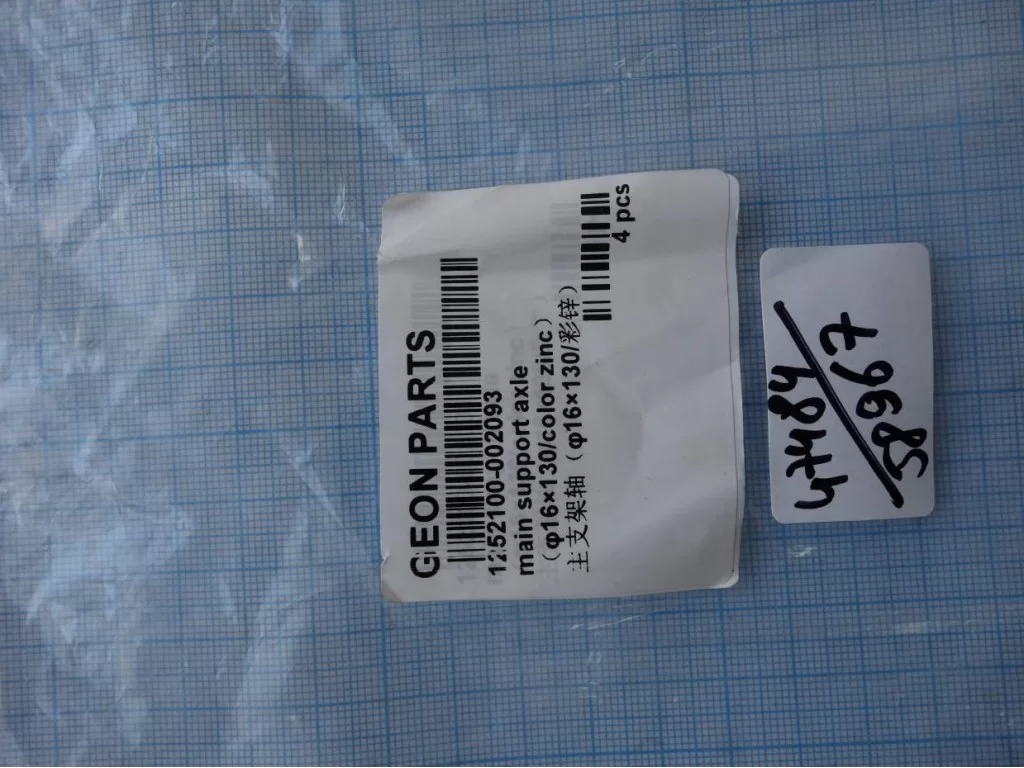 GEON PARTS
1252100-002093
main support axle
（φ16×130/color zinc）
主支架轴（φ16×130/彩锌）
4 pcs
47484
58967